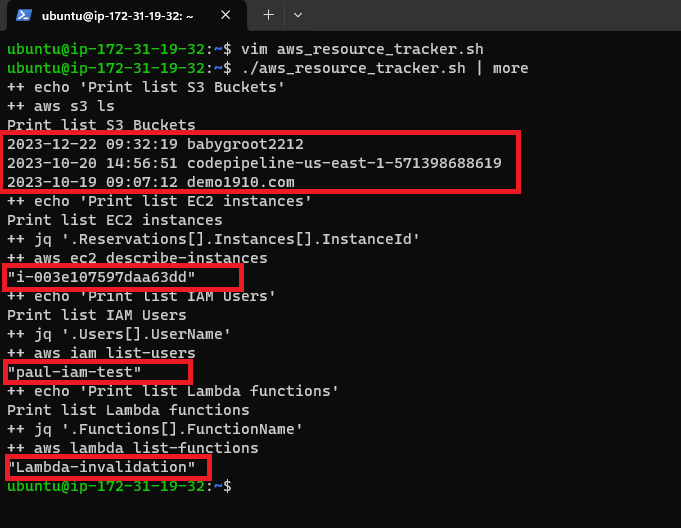 ubuntu@ip-172-31-19-32: ~
ubuntu@ip-172-31-19-32:~$ vim aws_resource_tracker.sh
ubuntu@ip-172-31-19-32:~$ ./aws_resource_tracker.sh | more
++ echo 'Print list S3 Buckets'
++ aws s3 ls
Print list S3 Buckets
2023-12-22 09:32:19 babygroot2212
2023-10-20 14:56:51 codepipeline-us-east-1-571398688619
2023-10-19 09:07:12 demo1910.com
++ echo 'Print list EC2 instances'
Print list EC2 instances
++ jq '.Reservations[].Instances[].InstanceId'
++ aws ec2 describe-instances
"i-003e107597daa63dd"
++ echo 'Print list IAM Users'
Print list IAM Users
++ jq '.Users[].UserName'
++ aws iam list-users
"paul-iam-test"
++ echo 'Print list Lambda functions'
Print list Lambda functions
++ jq '.Functions[].FunctionName'
++ aws lambda list-functions
"Lambda-invalidation"
ubuntu@ip-172-31-19-32:~$